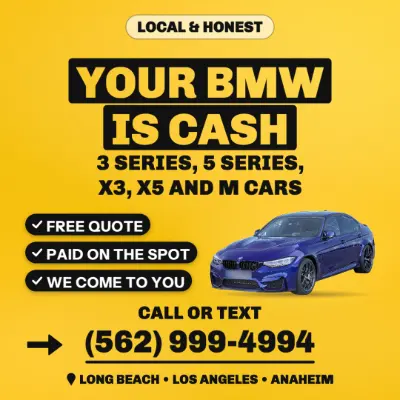 LOCAL & HONEST
YOUR BMW
IS CASH
3 SERIES, 5 SERIES,
X3, X5 AND M CARS
FREE QUOTE
PAID ON THE SPOT
WE COME TO YOU
CALL OR TEXT
(562) 999-4994
LONG BEACH • LOS ANGELES • ANAHEIM